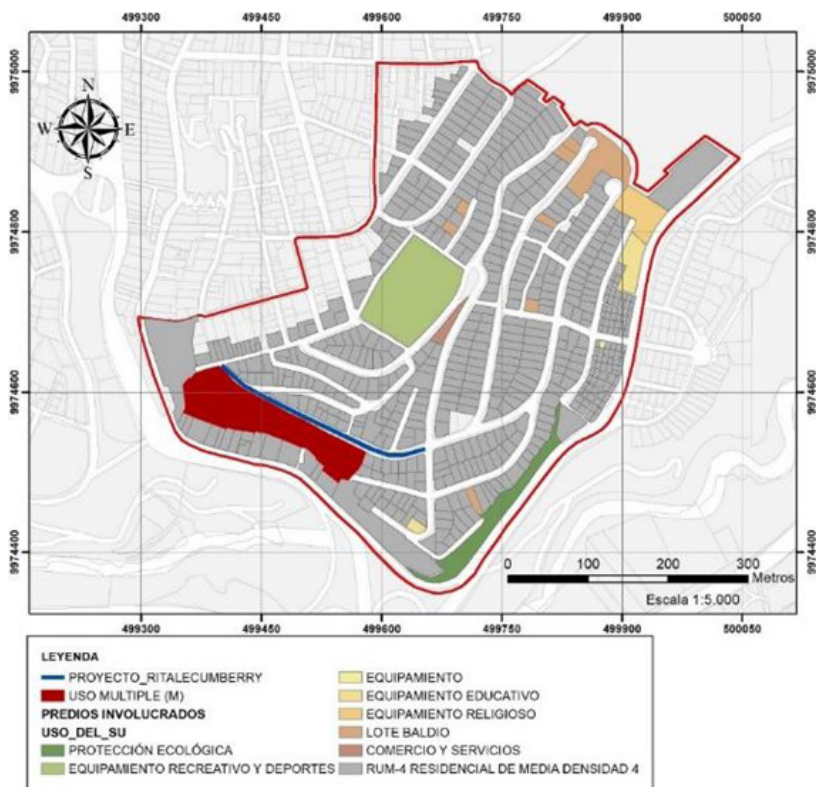 499300 499450 499600 499750 499900 500050
9975000 9975000
N
W E
S
9974800 9974800
9974600 9974600
9974400 9974400
0 100 200 300
Metros
Escala 1:5.000
499300 499450 499600 499750 499900 500050
LEYENDA
PROYECTO_RITALECUMBERRY
USO MULTIPLE (M)
PREDIOS INVOLUCRADOS
USO_DEL_SU
PROTECCIÓN ECOLÓGICA
EQUIPAMIENTO RECREATIVO Y DEPORTES
EQUIPAMIENTO
EQUIPAMIENTO EDUCATIVO
EQUIPAMIENTO RELIGIOSO
LOTE BALDIO
COMERCIO Y SERVICIOS
RUM-4 RESIDENCIAL DE MEDIA DENSIDAD 4